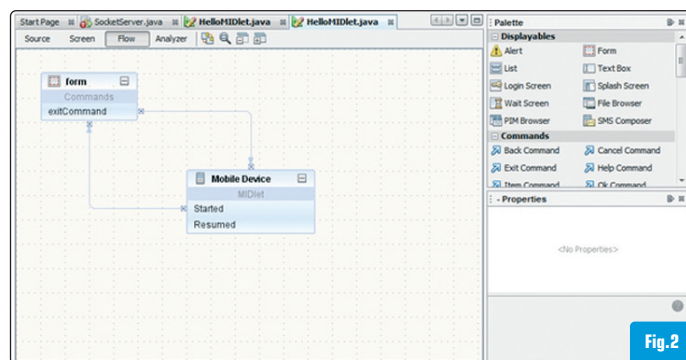 Start Page SocketServer.java HelloMIDlet.java HelloMIDlet.java
Source Screen Flow Analyzer
form
Commands
exitCommand
Mobile Device
MIDlet
Started
Resumed
Palette
Displayables
Alert Form
List Text Box
Login Screen Splash Screen
Wait Screen File Browser
PIM Browser SMS Composer
Commands
Back Command Cancel Command
Exit Command Help Command
Item Command Ok Command
- Properties
<No Properties>
Fig.2